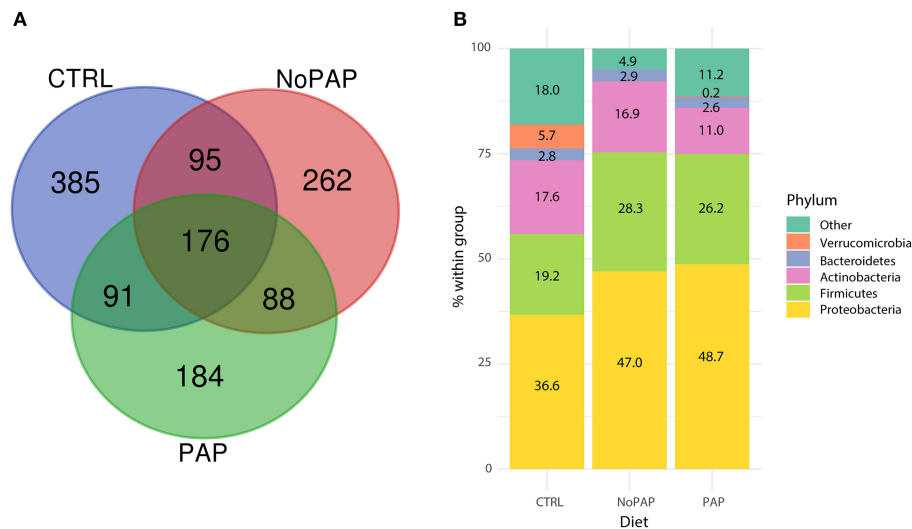 A
CTRL
NoPAP
385
95
262
176
91
88
184
PAP
B
% within group
100
75
50
25
0
18.0
5.7
2.8
17.6
19.2
36.6
4.9
2.9
16.9
28.3
47.0
11.2
0.2
2.6
11.0
26.2
48.7
CTRL
NoPAP
PAP
Diet
Phylum
Other
Verrucomicrobia
Bacteroidetes
Actinobacteria
Firmicutes
Proteobacteria